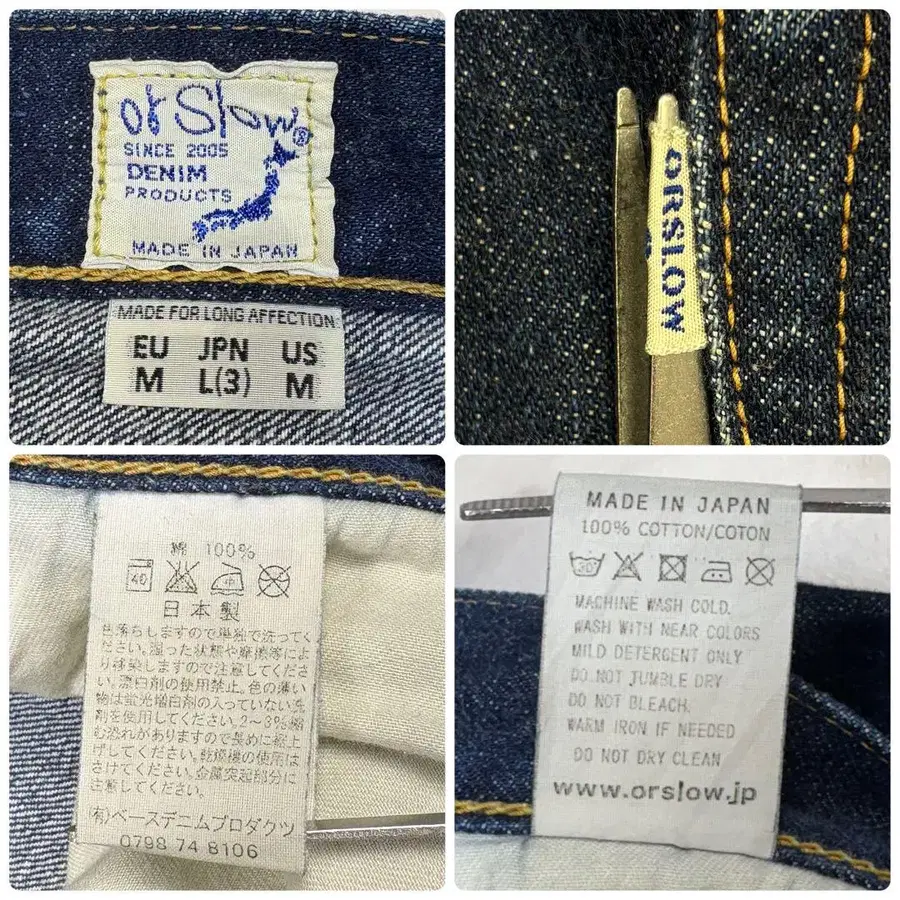 orSlow®
SINCE 2005
DENIM
PRODUCTS
MADE IN JAPAN
MADE FOR LONG AFFECTION
EU JPN US
M L(3) M
ORSLOW
綿 100%
40
中
日本製
色落ちしますので単独で洗ってく
ださい。湿った状態や摩擦等によ
り移染しますので注意してくださ
い。漂白剤の使用禁止。色の薄い
物は蛍光増白剤の入っていない洗
剤を使用してください。2～3%縮
む恐れがありますので長めに裾上
げしてください。乾燥機の使用は
さけてください。金属突起部分に
注意してください。
(有)ベースデニムプロダクツ
0798 74 8106
MADE IN JAPAN
100% COTTON/COTON
30
MACHINE WASH COLD.
WASH WITH NEAR COLORS
MILD DETERGENT ONLY
DO NOT TUMBLE DRY
DO NOT BLEACH.
WARM IRON IF NEEDED
DO NOT DRY CLEAN
www.orslow.jp